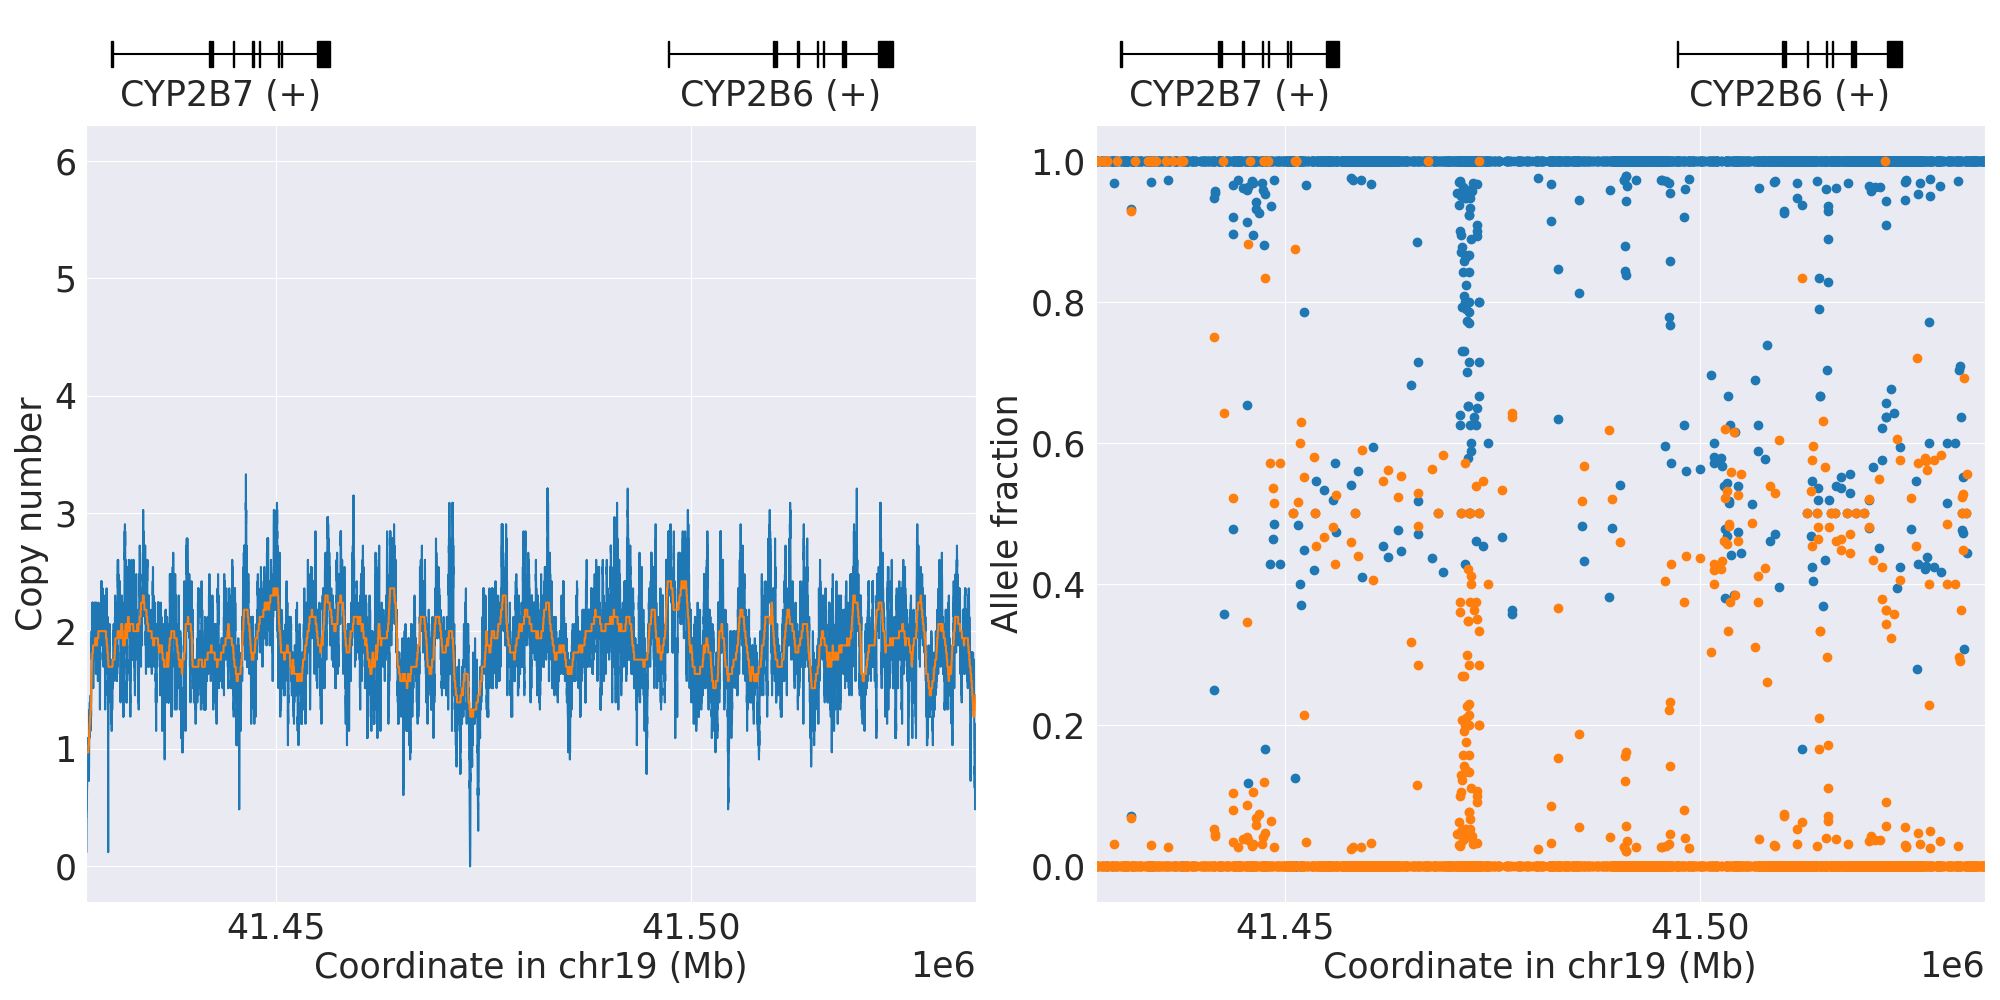 CYP2B7 (+) CYP2B6 (+)
6
5
4
3
2
1
0
Copy number
41.45 41.50
Coordinate in chr19 (Mb) 1e6
CYP2B7 (+) CYP2B6 (+)
1.0
0.8
0.6
0.4
0.2
0.0
Allele fraction
41.45 41.50
Coordinate in chr19 (Mb) 1e6